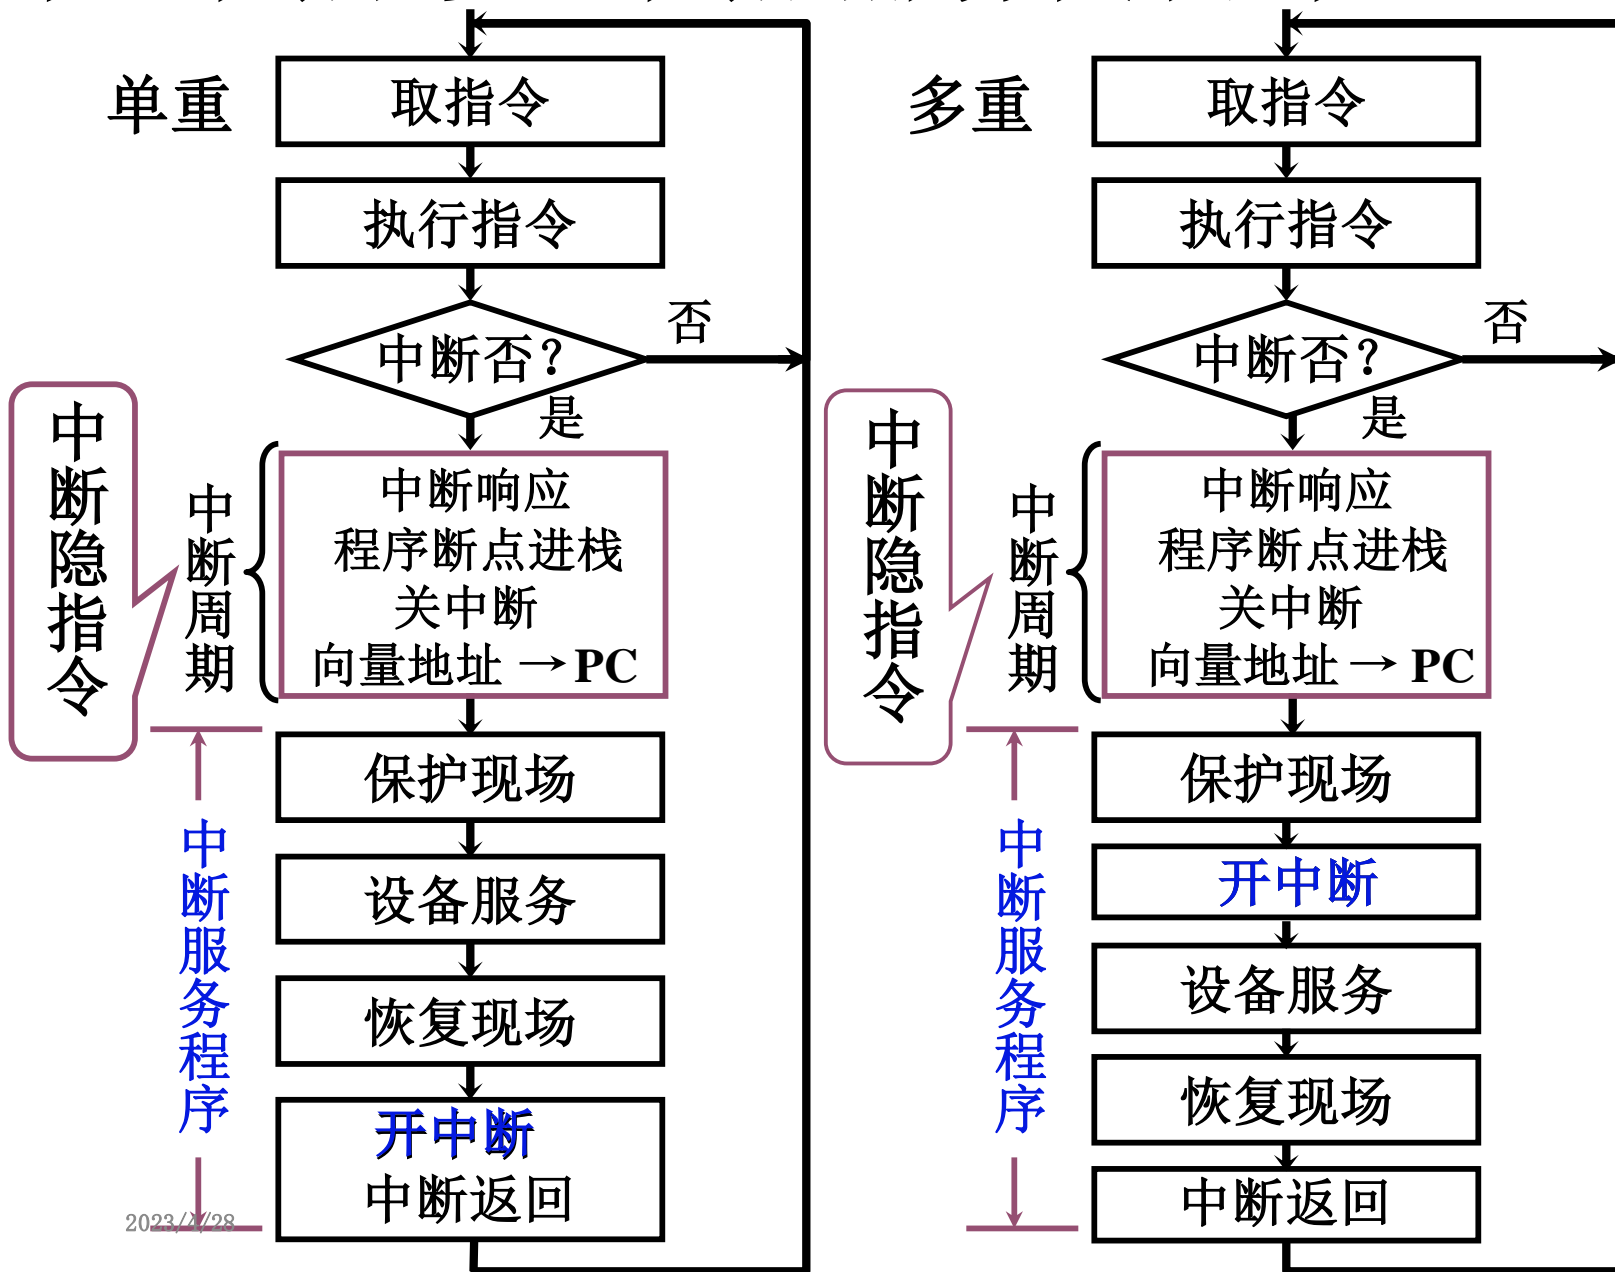 单重
取指令
执行指令
中断否？
否
是
中断隐指令
中断周期
中断响应
程序断点进栈
关中断
向量地址 → PC
中断服务程序
保护现场
设备服务
恢复现场
开中断
中断返回
2023/4/28
多重
取指令
执行指令
中断否？
否
是
中断隐指令
中断周期
中断响应
程序断点进栈
关中断
向量地址 → PC
中断服务程序
保护现场
开中断
设备服务
恢复现场
中断返回